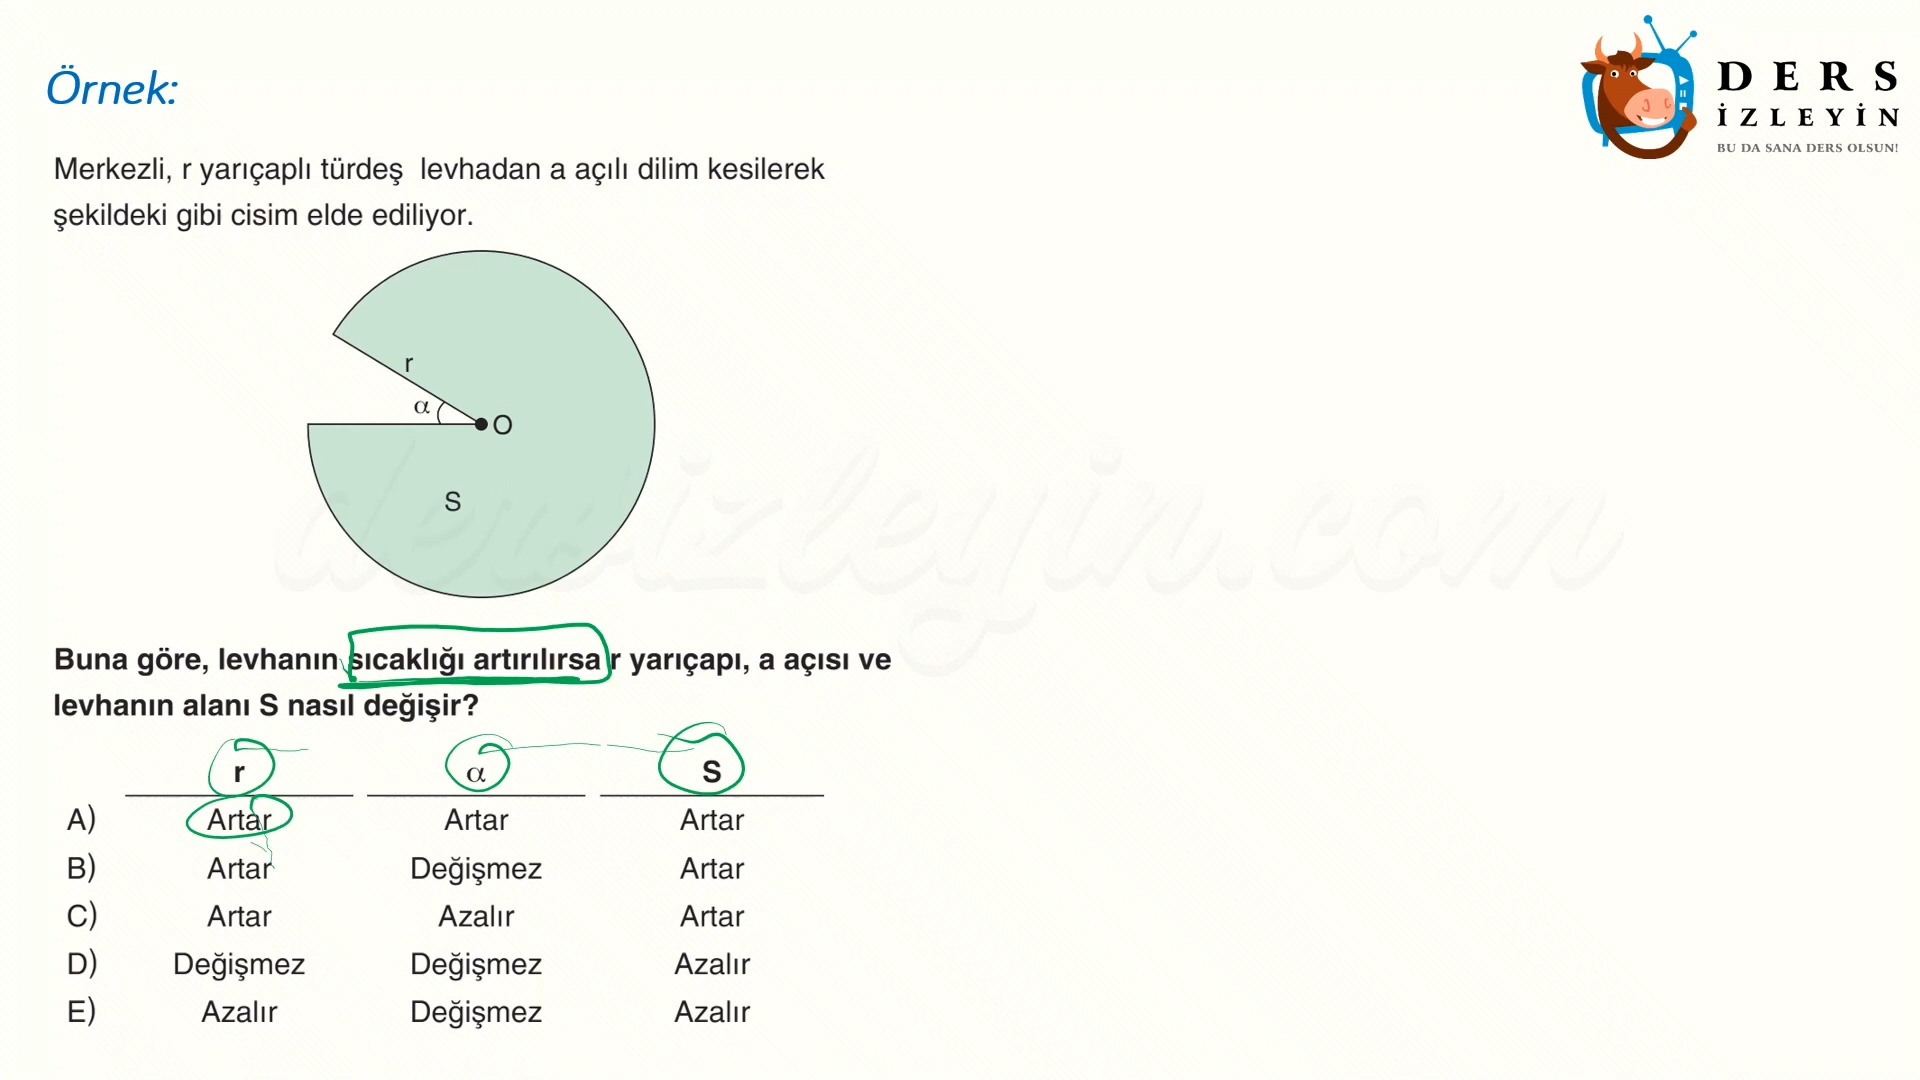 Örnek:
DERS
İZLEYİN
BU DA SANA DERS OLSUN!
Merkezli, r yarıçaplı türdeş levhadan a açılı dilim kesilerek
şekildeki gibi cisim elde ediliyor.
r
α
O
S
dersizleyin.com
Buna göre, levhanın sıcaklığı artırılırsa r yarıçapı, a açısı ve
levhanın alanı S nasıl değişir?
r α S
A) Artar Artar Artar
B) Artar Değişmez Artar
C) Artar Azalır Artar
D) Değişmez Değişmez Azalır
E) Azalır Değişmez Azalır